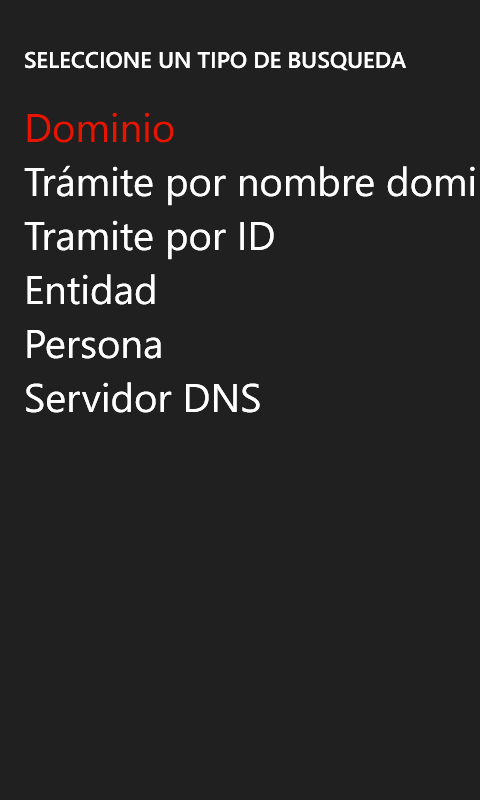 SELECCIONE UN TIPO DE BUSQUEDA
Dominio
Trámite por nombre domi
Tramite por ID
Entidad
Persona
Servidor DNS